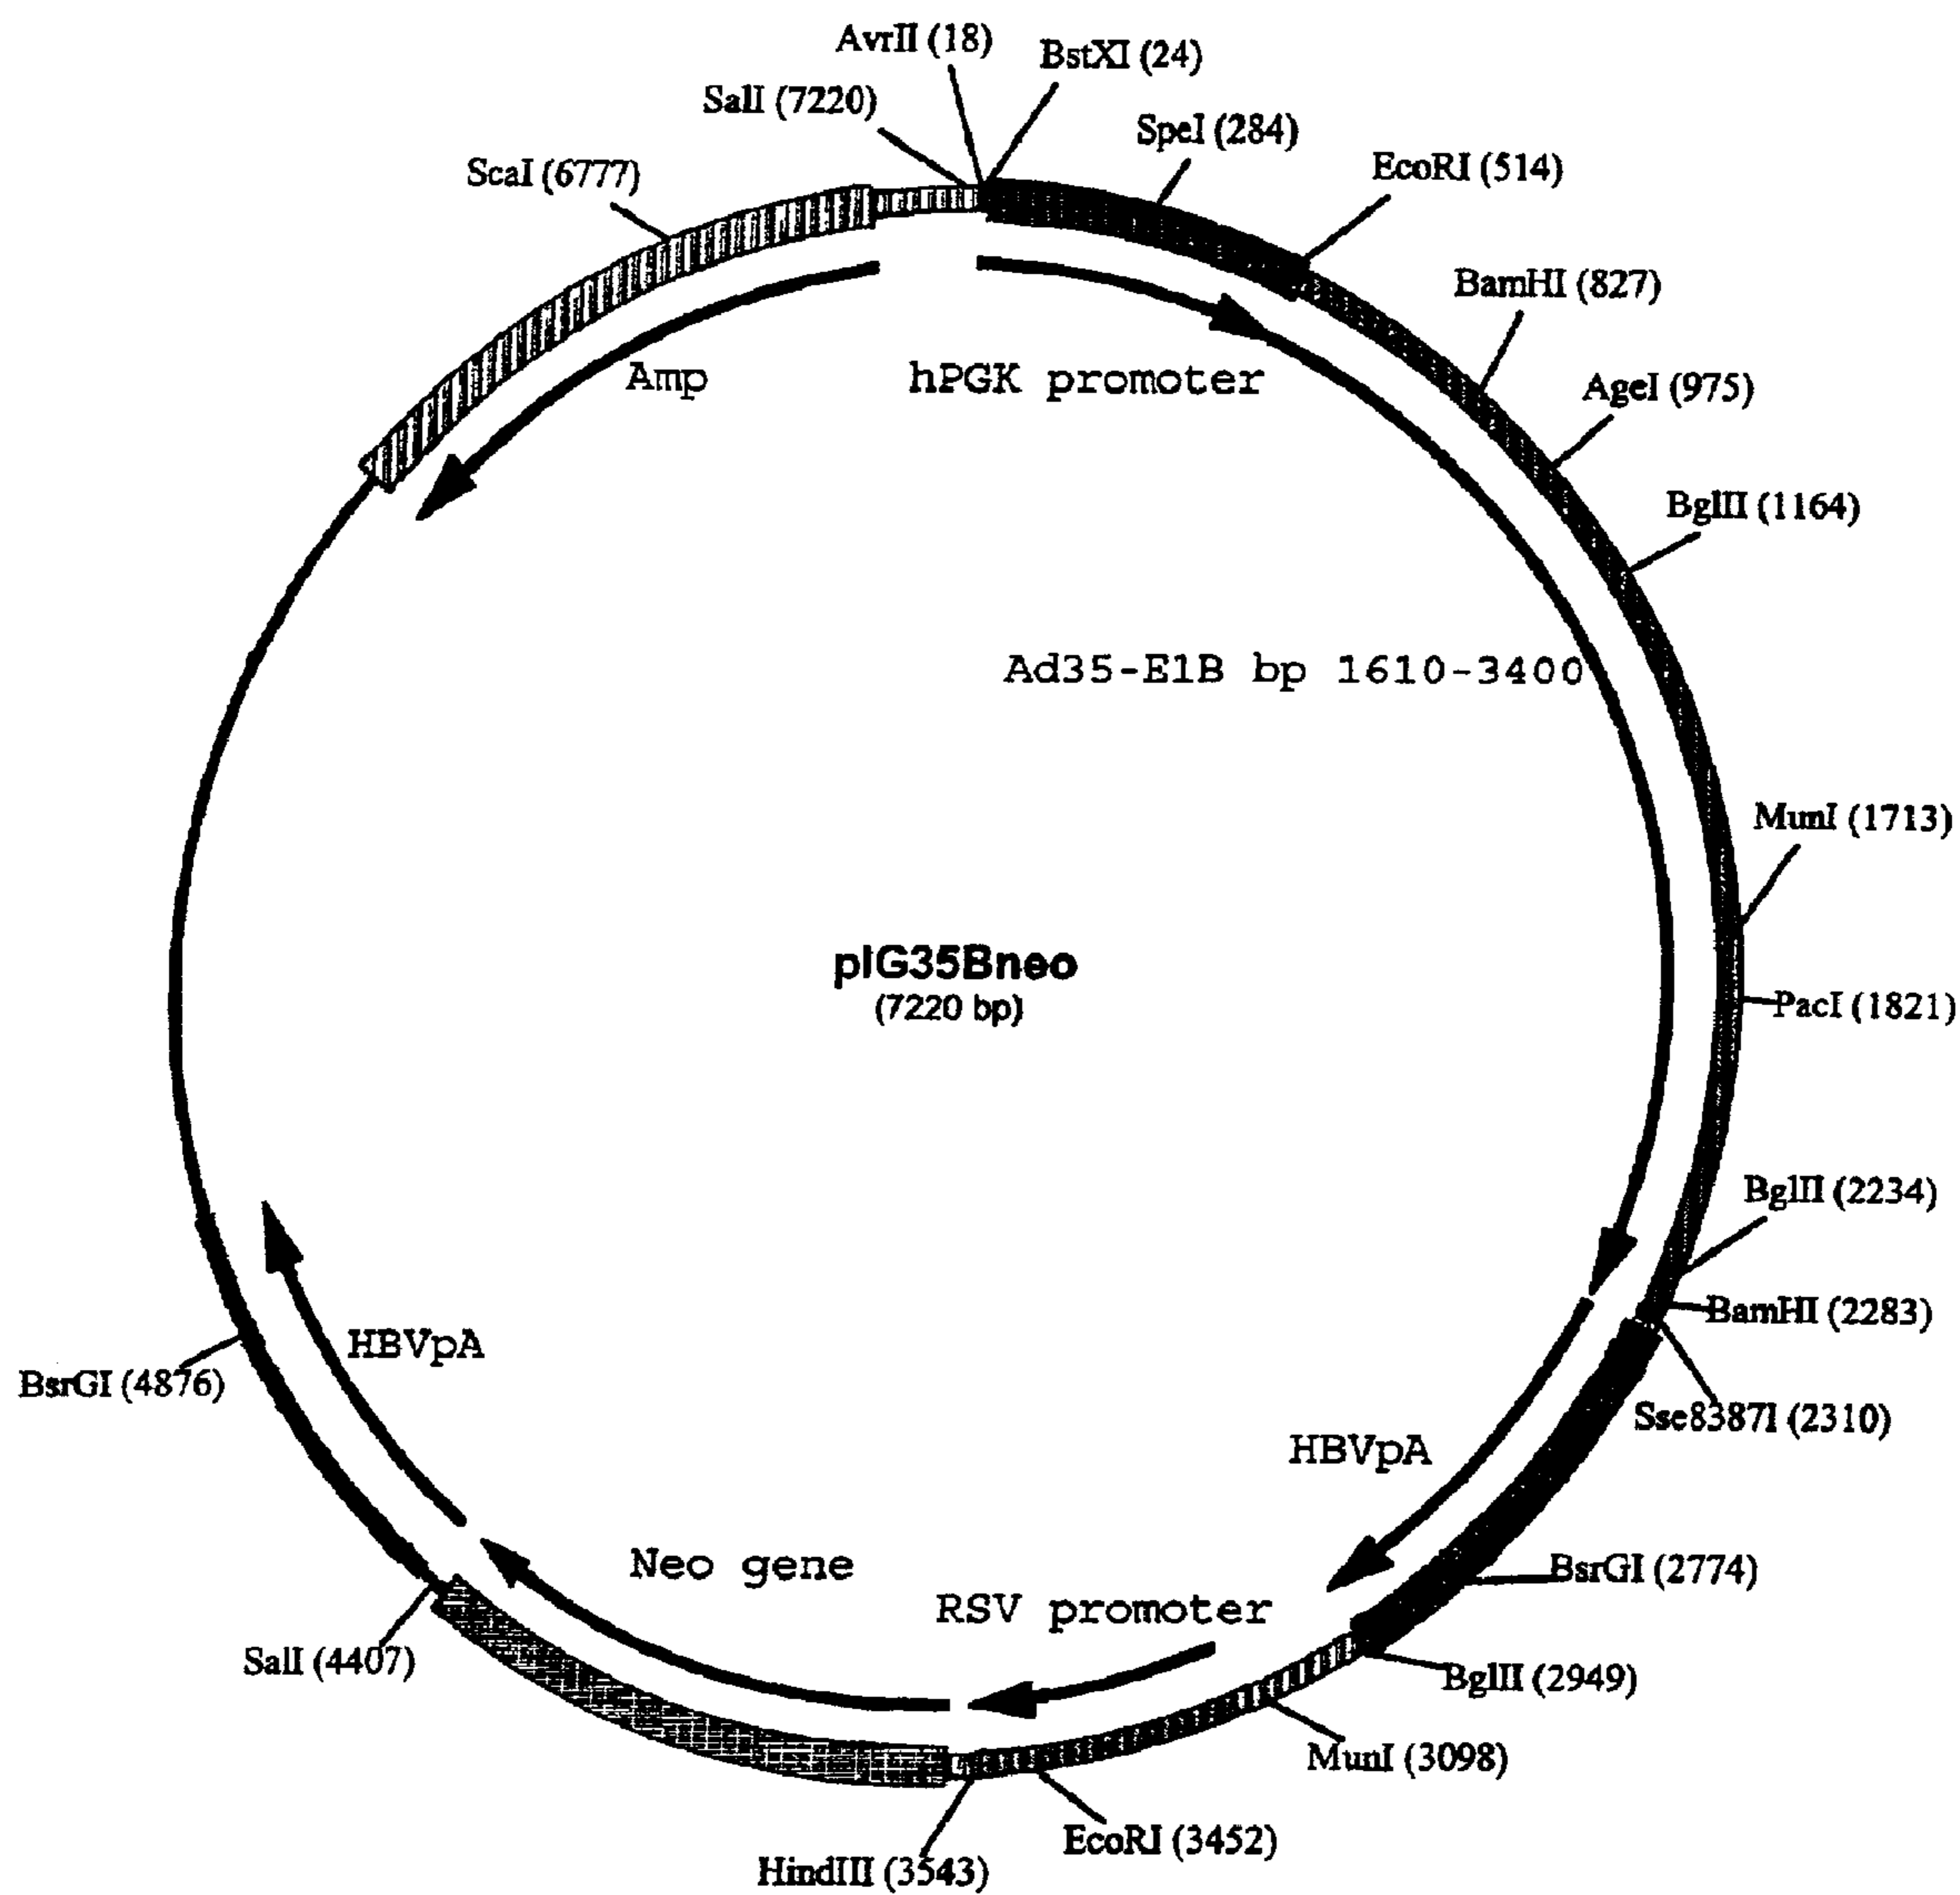 AvrII (18)
BstXI (24)
SalI (7220)
SpeI (284)
ScaI (6777)
EcoRI (514)
BamHI (827)
Amp
hPGK promoter
AgeI (975)
BglII (1164)
Ad35-E1B bp 1610-3400
MunI (1713)
pIG35Bneo
(7220 bp)
PacI (1821)
BglII (2234)
BamHI (2283)
HBVpA
BsrGI (4876)
Sse8387I (2310)
HBVpA
Neo gene
BsrGI (2774)
RSV promoter
SalI (4407)
BglII (2949)
MunI (3098)
EcoRI (3452)
HindIII (3543)